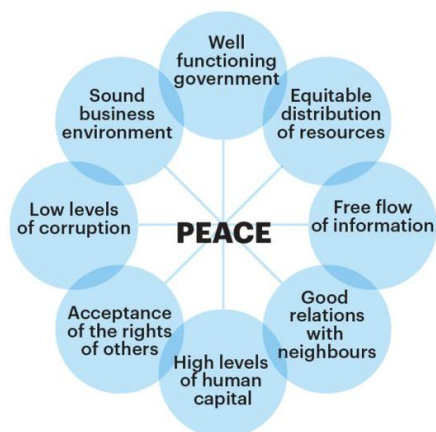 Well
functioning
government
Equitable
distribution
of resources
Free flow
of information
Good
relations
with
neighbours
High levels
of human
capital
Acceptance
of the rights
of others
Low levels
of corruption
Sound
business
environment
PEACE